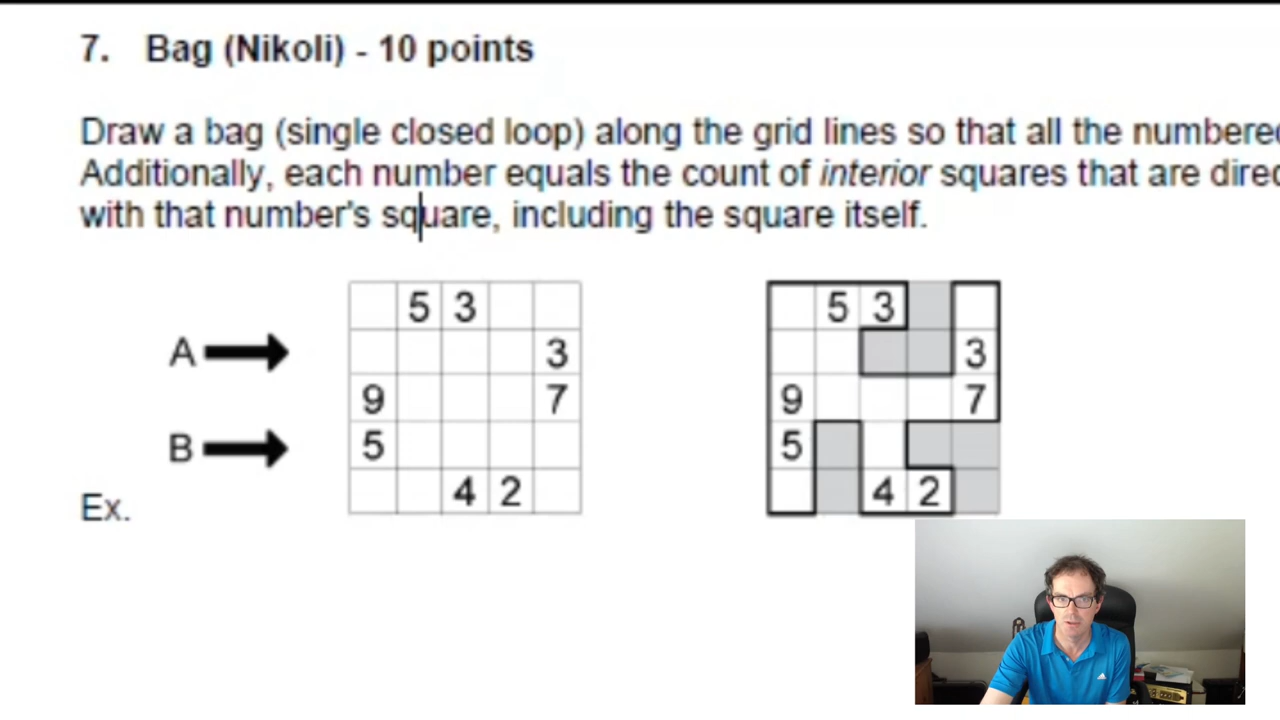 7. Bag (Nikoli) - 10 points
Draw a bag (single closed loop) along the grid lines so that all the
Additionally, each number equals the count of interior squares that are
with that number's square, including the square itself.
5 3 5 3
A 3 3
9 7 9 7
B 5 5
Ex. 4 2 4 2